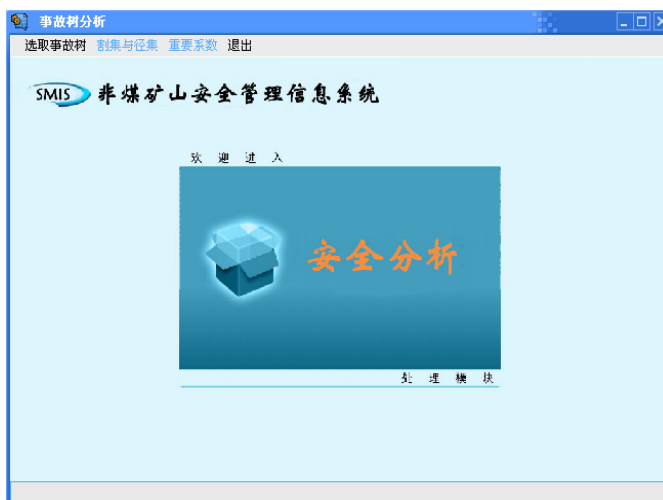 事故树分析
选取事故树 割集与径集 重要系数 退出
SMIS 非煤矿山安全管理信息系统
欢迎进入
安全分析
处理模块